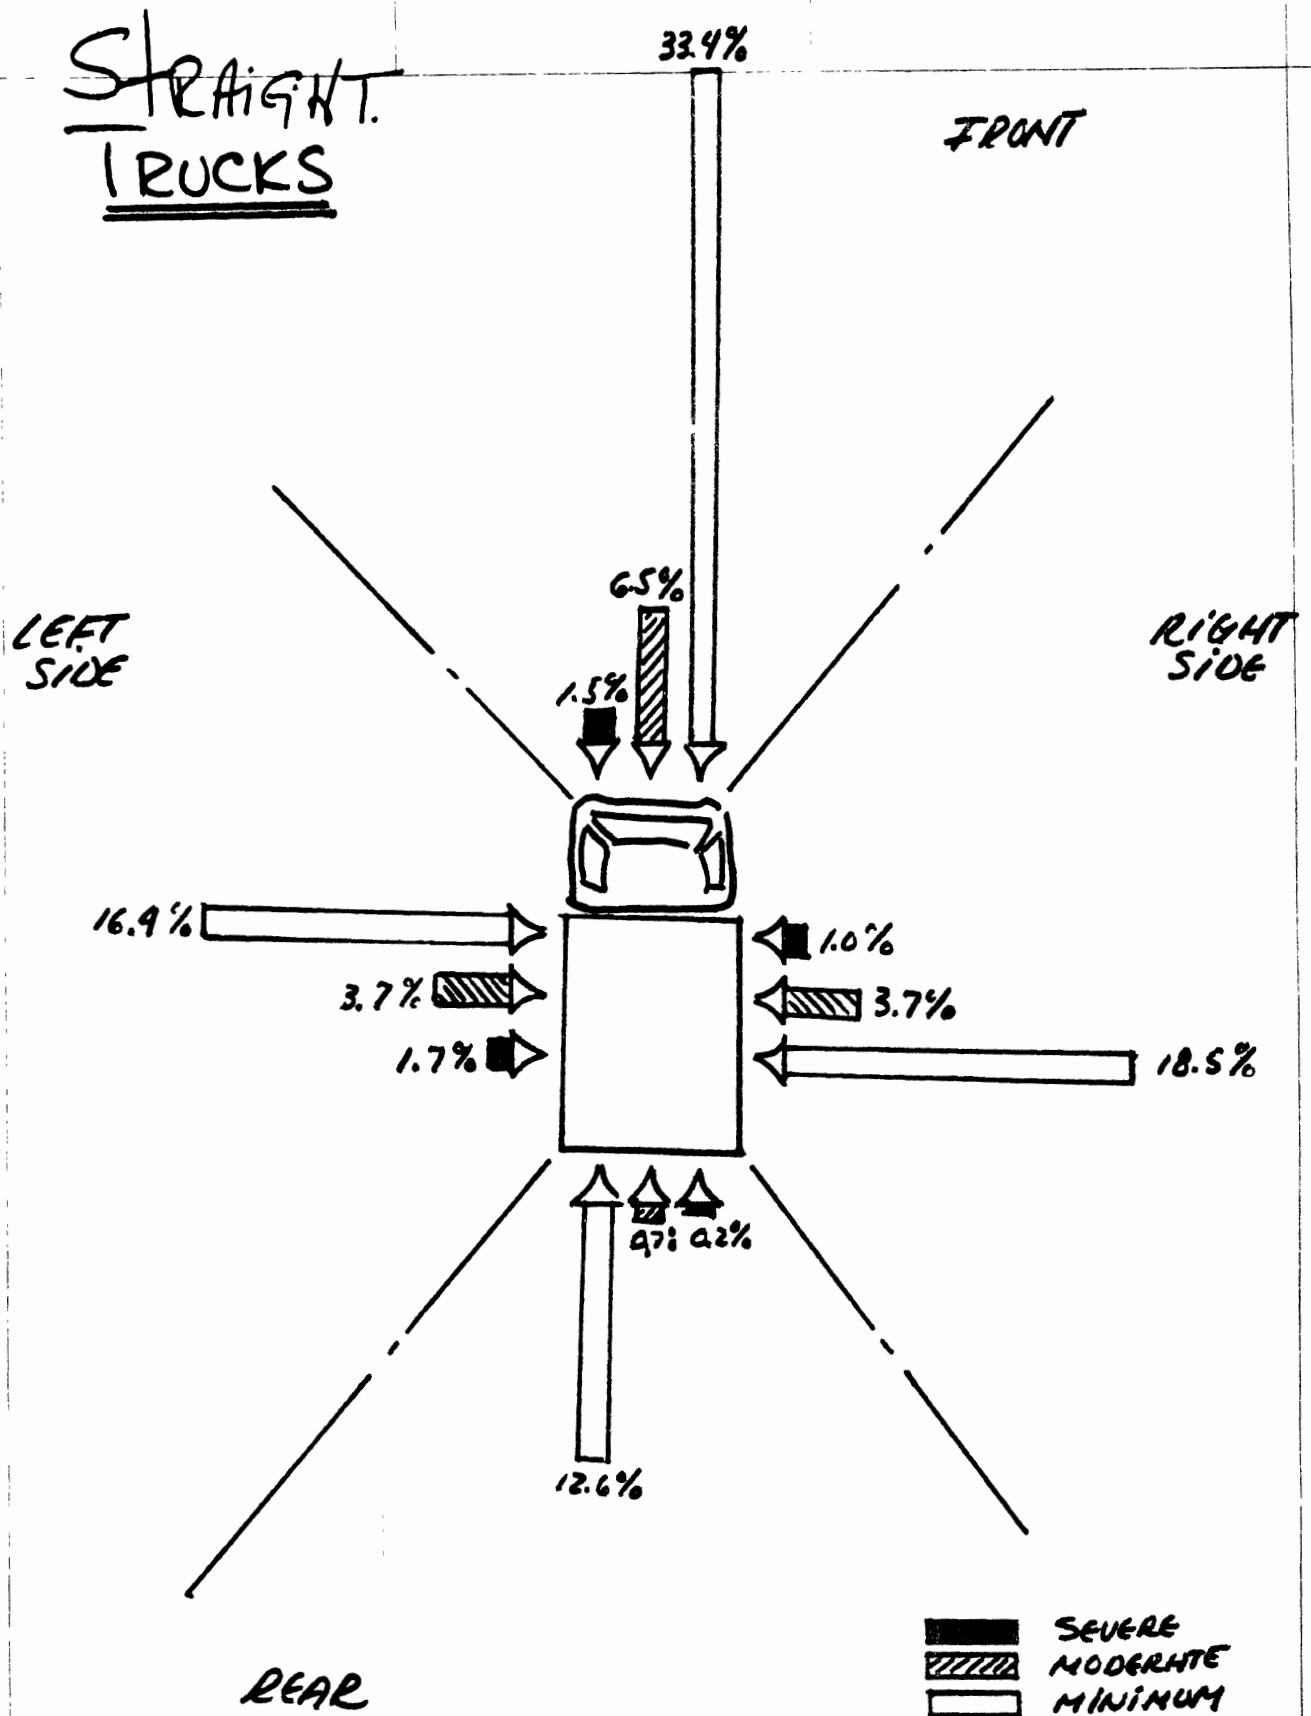 STRAIGHT
TRUCKS
33.4%
FRONT
6.5%
1.5%
LEFT
SIDE
RIGHT
SIDE
16.4%
1.0%
3.7%
3.7%
1.7%
18.5%
0.7% 0.2%
12.6%
SEVERE
MODERATE
MINIMUM
REAR